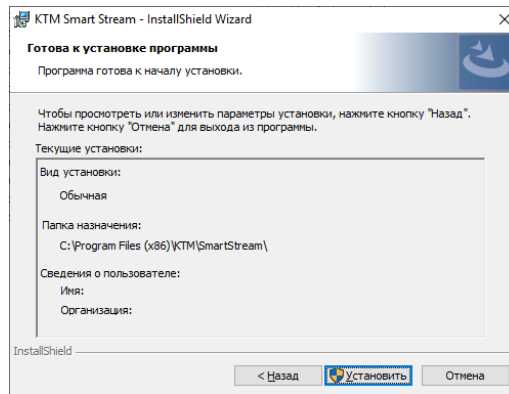 KTM Smart Stream - InstallShield Wizard
Готова к установке программы
Программа готова к началу установки.
Чтобы просмотреть или изменить параметры установки, нажмите кнопку "Назад".
Нажмите кнопку "Отмена" для выхода из программы.
Текущие установки:
Вид установки:
Обычная
Папка назначения:
C:\Program Files (x86)\KTM\SmartStream\
Сведения о пользователе:
Имя:
Организация:
InstallShield
< Назад
Установить
Отмена